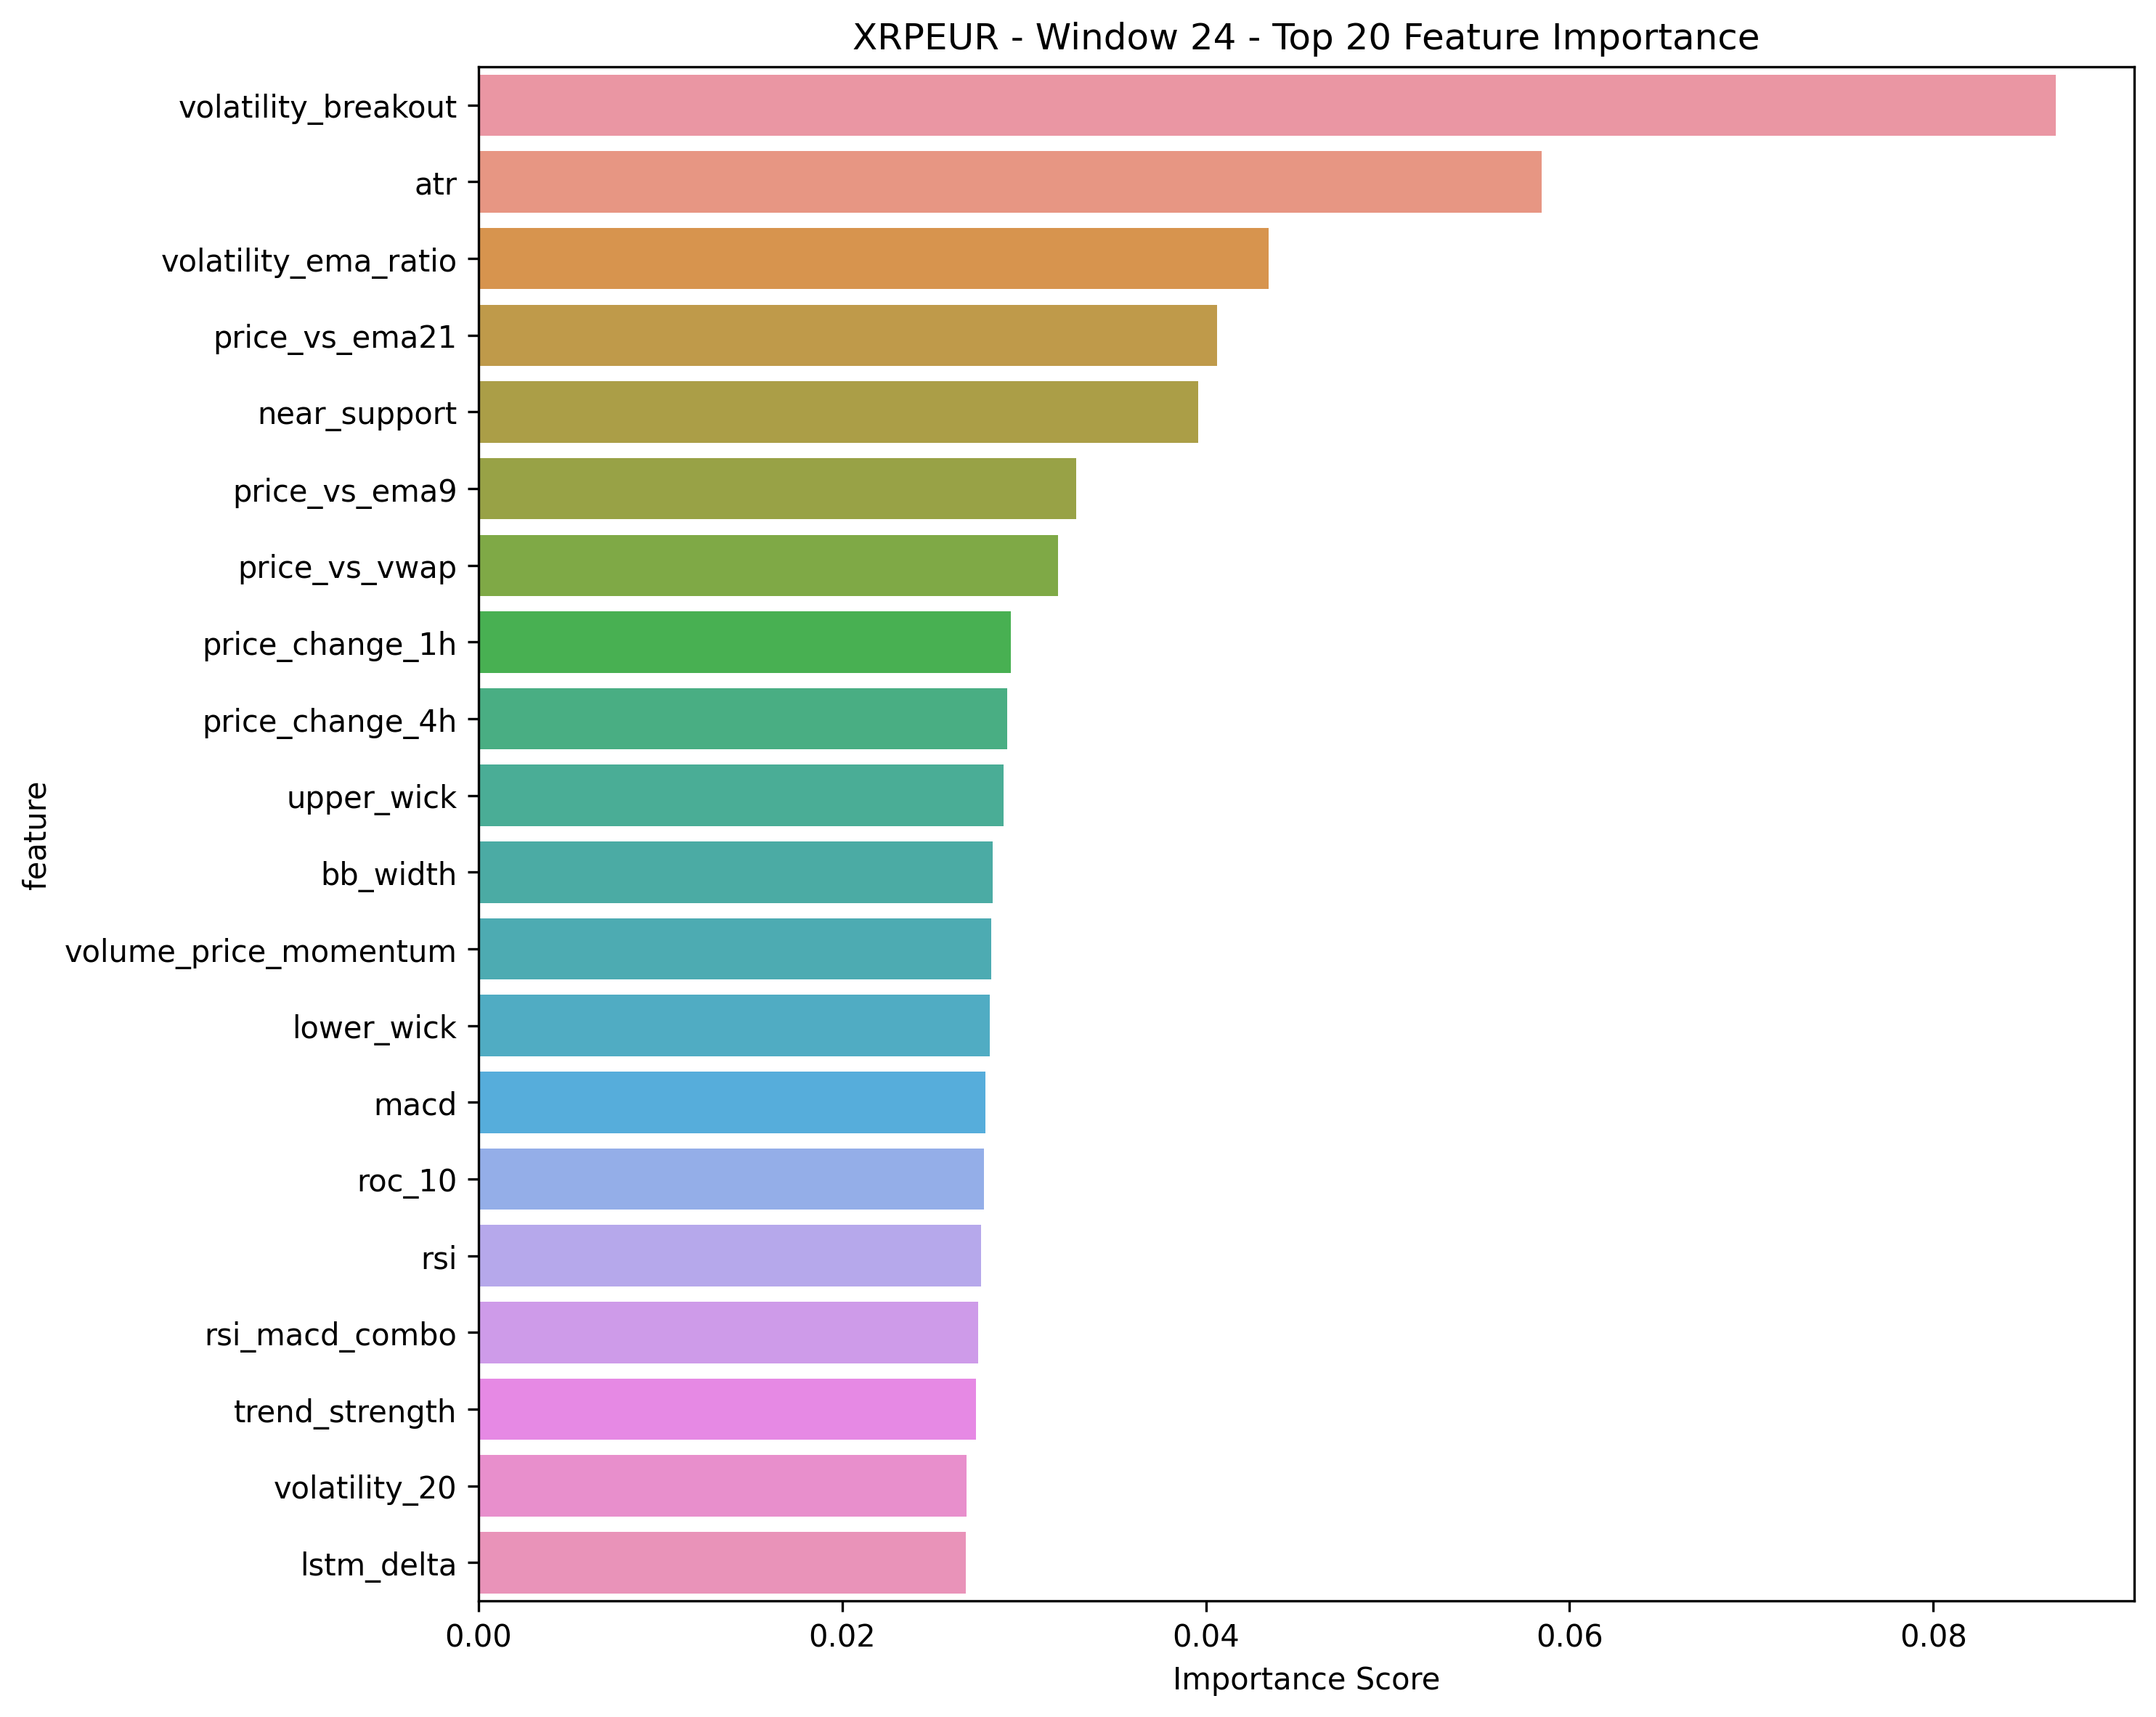 XRPEUR - Window 24 - Top 20 Feature Importance
volatility_breakout
atr
volatility_ema_ratio
price_vs_ema21
near_support
price_vs_ema9
price_vs_vwap
price_change_1h
price_change_4h
upper_wick
bb_width
volume_price_momentum
lower_wick
macd
roc_10
rsi
rsi_macd_combo
trend_strength
volatility_20
lstm_delta
feature
0.00 0.02 0.04 0.06 0.08
Importance Score